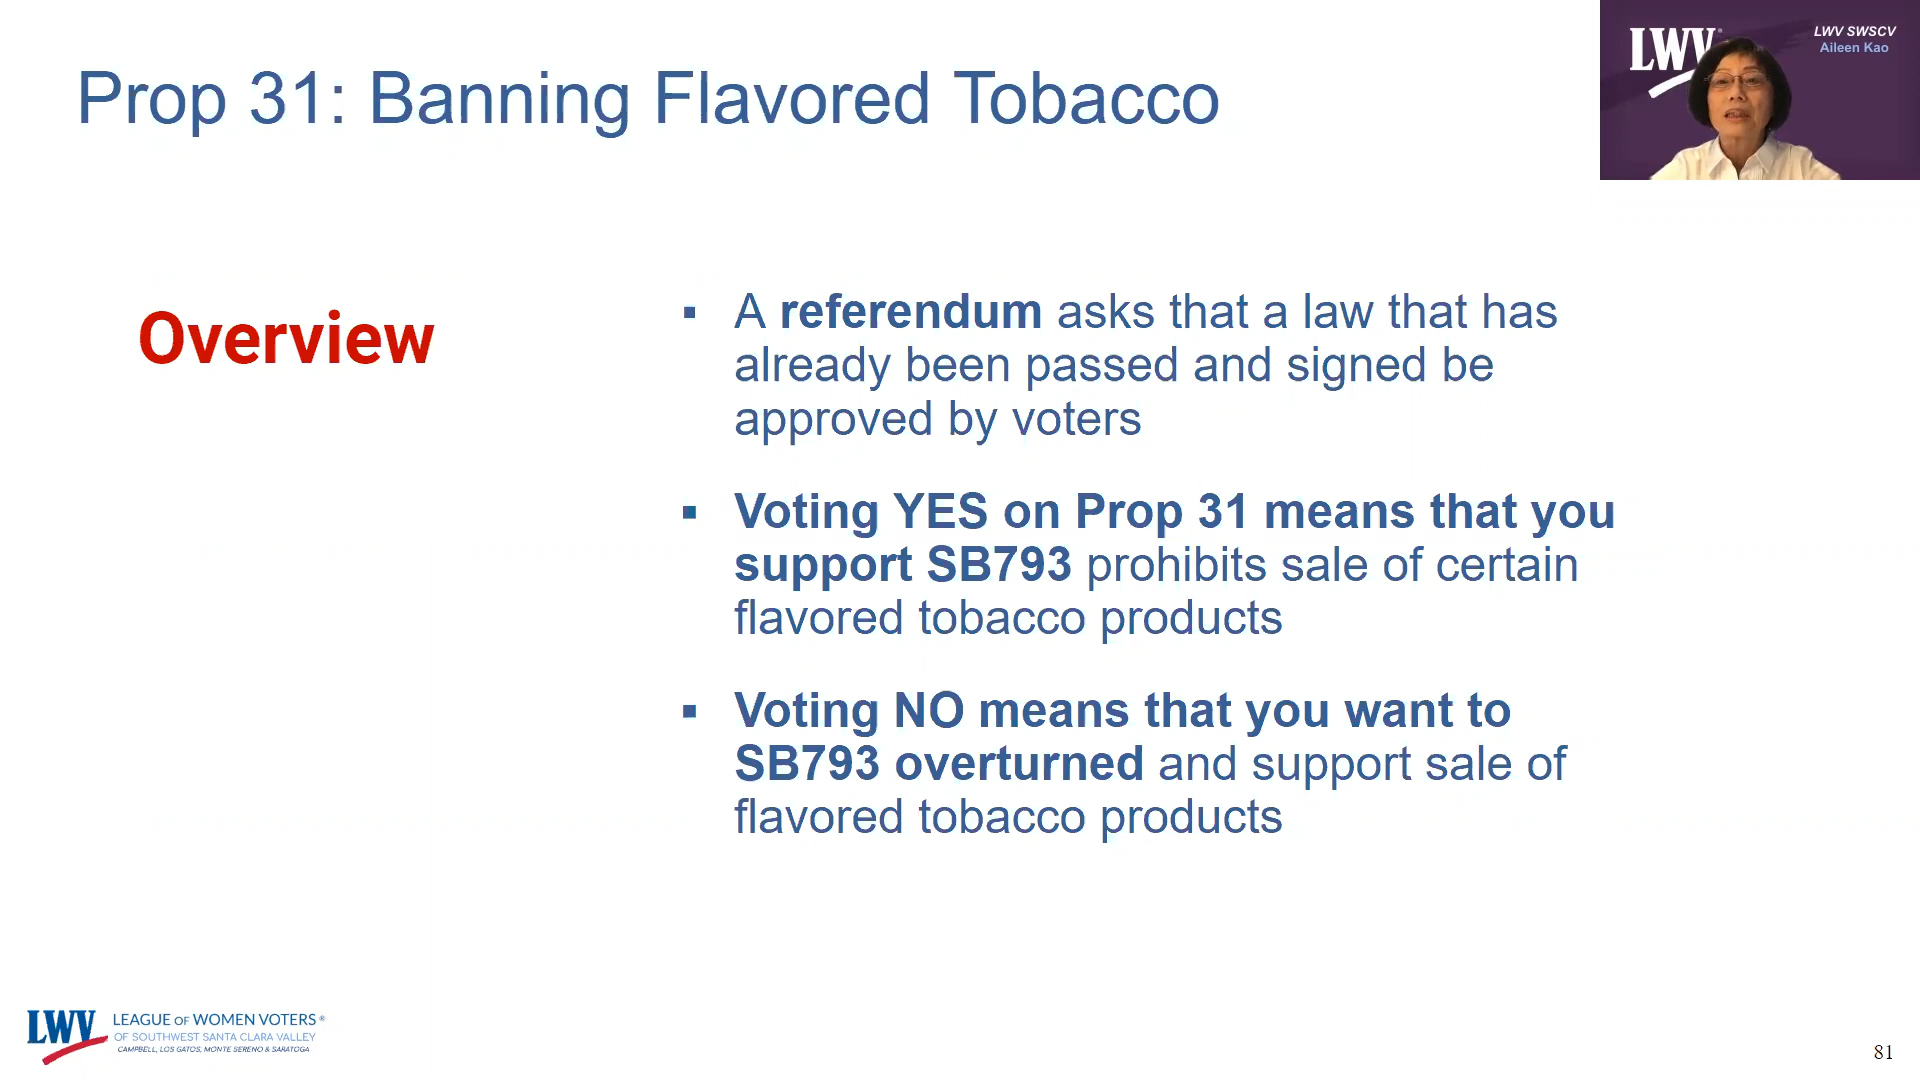 Prop 31: Banning Flavored Tobacco
LWV
LWV SWSCV
Aileen Kao
Overview
▪ A referendum asks that a law that has
already been passed and signed be
approved by voters
▪ Voting YES on Prop 31 means that you
support SB793 prohibits sale of certain
flavored tobacco products
▪ Voting NO means that you want to
SB793 overturned and support sale of
flavored tobacco products
LWV
LEAGUE OF WOMEN VOTERS®
OF SOUTHWEST SANTA CLARA VALLEY
CAMPBELL, LOS GATOS, MONTE SERENO & SARATOGA
81